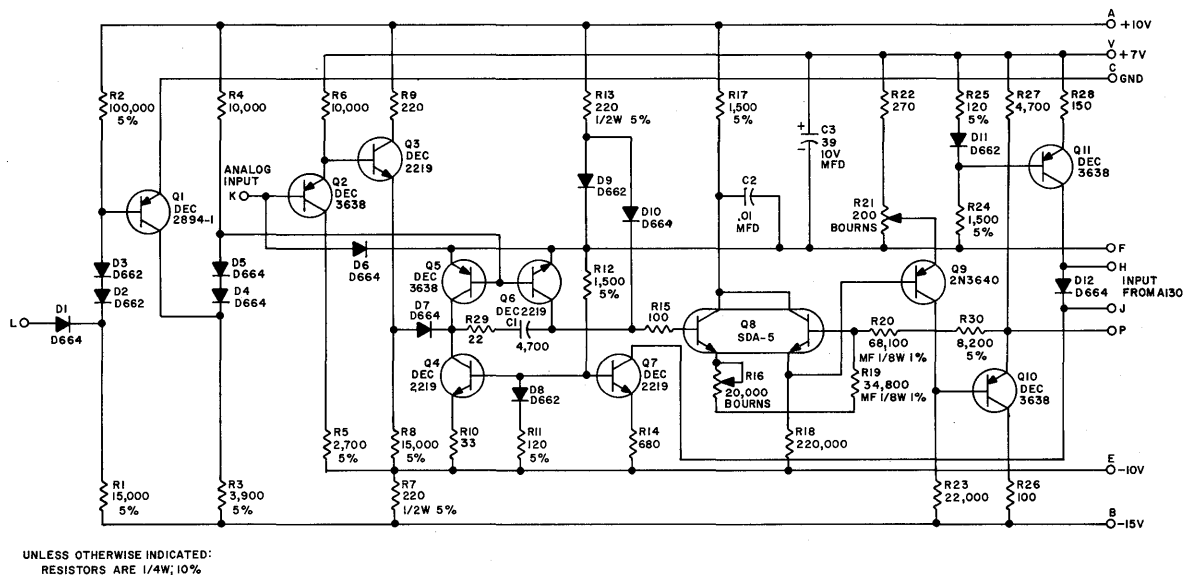 A
+10V
V
+7V
C
GND
R2
100,000
5%
R4
10,000
R6
10,000
R9
220
R13
220
1/2W 5%
R17
1,500
5%
R22
270
R25
120
5%
R27
4,700
R28
150
D11
D662
C3
39
10V
MFD
+
−
Q3
DEC
2219
Q11
DEC
3638
ANALOG
INPUT
K
Q1
DEC
2894-1
Q2
DEC
3638
D9
D662
D10
D664
C2
.01
MFD
R21
200
BOURNS
R24
1,500
5%
F
D3
D662
D2
D662
D5
D664
D4
D664
D6
D664
Q5
DEC
3638
Q6
DEC2219
R12
1,500
5%
Q9
2N3640
H
INPUT
FROM A130
D12
D664
J
D1
L
D664
D7
D664
R29
22
C1
4,700
R15
100
Q8
SDA-5
R20
68,100
MF 1/8W 1%
R30
8,200
5%
P
Q4
DEC
2219
D8
D662
Q7
DEC
2219
R16
20,000
BOURNS
R19
34,800
MF 1/8W 1%
Q10
DEC
3638
R5
2,700
5%
R8
15,000
5%
R10
33
R11
120
5%
R14
680
R18
220,000
E
-10V
R1
15,000
5%
R3
3,900
5%
R7
220
1/2W 5%
R23
22,000
R26
100
B
-15V
UNLESS OTHERWISE INDICATED:
RESISTORS ARE 1/4W; 10%